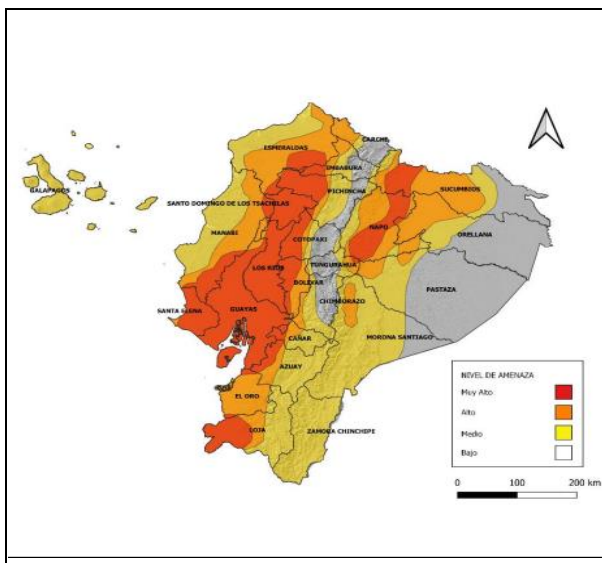 CARCHI
ESMERALDAS
IMBABURA
GALAPAGOS
PICHINCHA
SUCUMBIOS
SANTO DOMINGO DE LOS TSACHILAS
NAPO
MANABI
ORELLANA
COTOPAXI
LOS RIOS
TUNGURAHUA
PASTAZA
BOLIVAR
CHIMBORAZO
SANTA ELENA
GUAYAS
MORONA SANTIAGO
CAÑAR
AZUAY
EL ORO
LOJA
ZAMORA CHINCHIPE
NIVEL DE AMENAZA
Muy Alto
Alto
Medio
Bajo
0 100 200 km